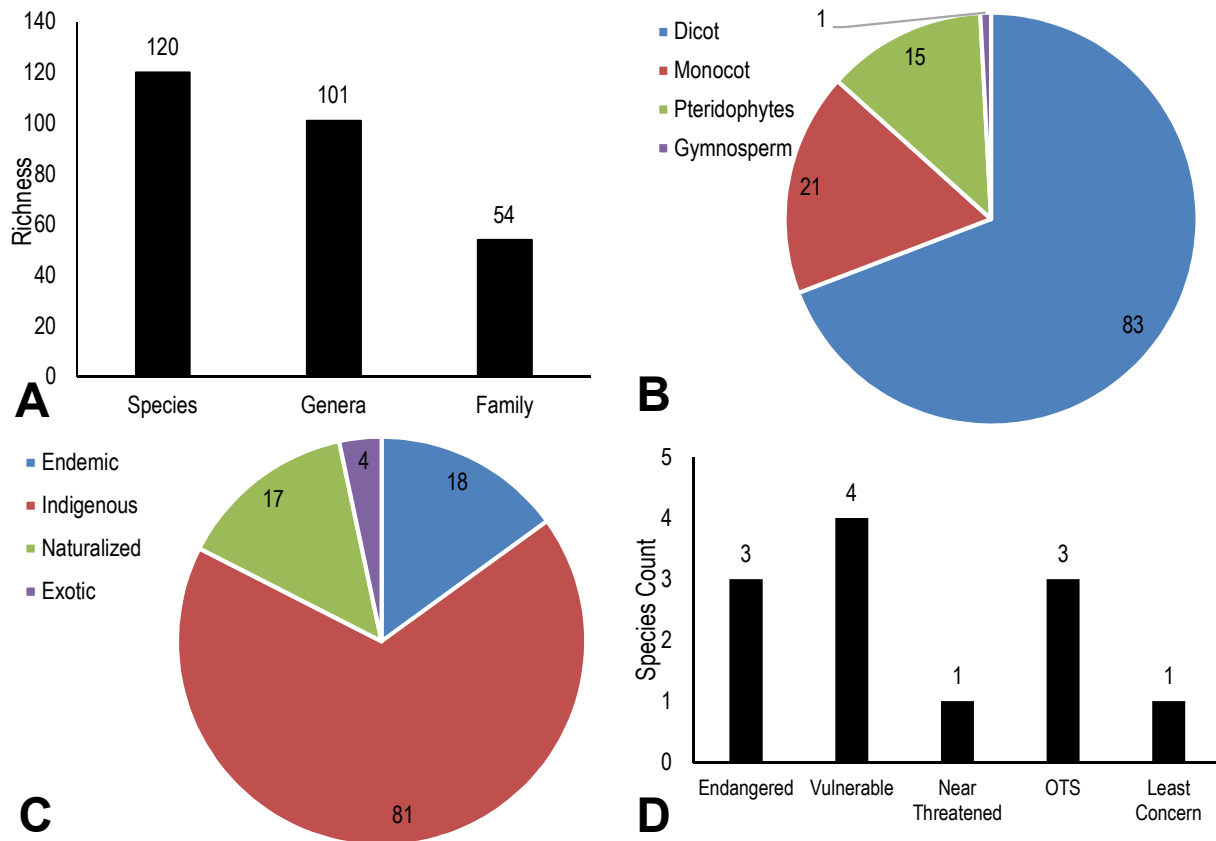 140
120
100
80
60
40
20
0
Richness
120
101
54
Species Genera Family
A
Dicot
Monocot
Pteridophytes
Gymnosperm
1
15
21
83
B
Endemic
Indigenous
Naturalized
Exotic
4
18
17
81
C
5
4
3
2
1
0
Species Count
3
4
1
3
1
Endangered Vulnerable Near OTS Least
Threatened Concern
D